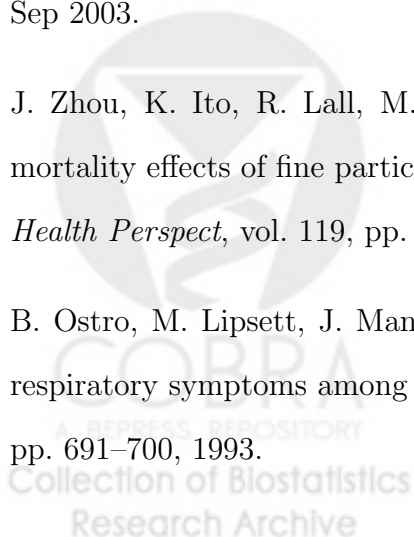 Sep 2003.
J. Zhou, K. Ito, R. Lall, M.
mortality effects of fine partic
Health Perspect, vol. 119, pp.
B. Ostro, M. Lipsett, J. Man
COBRA
respiratory symptoms among
A BEPRESS REPOSITORY
pp. 691–700, 1993.
Collection of Biostatistics
Research Archive